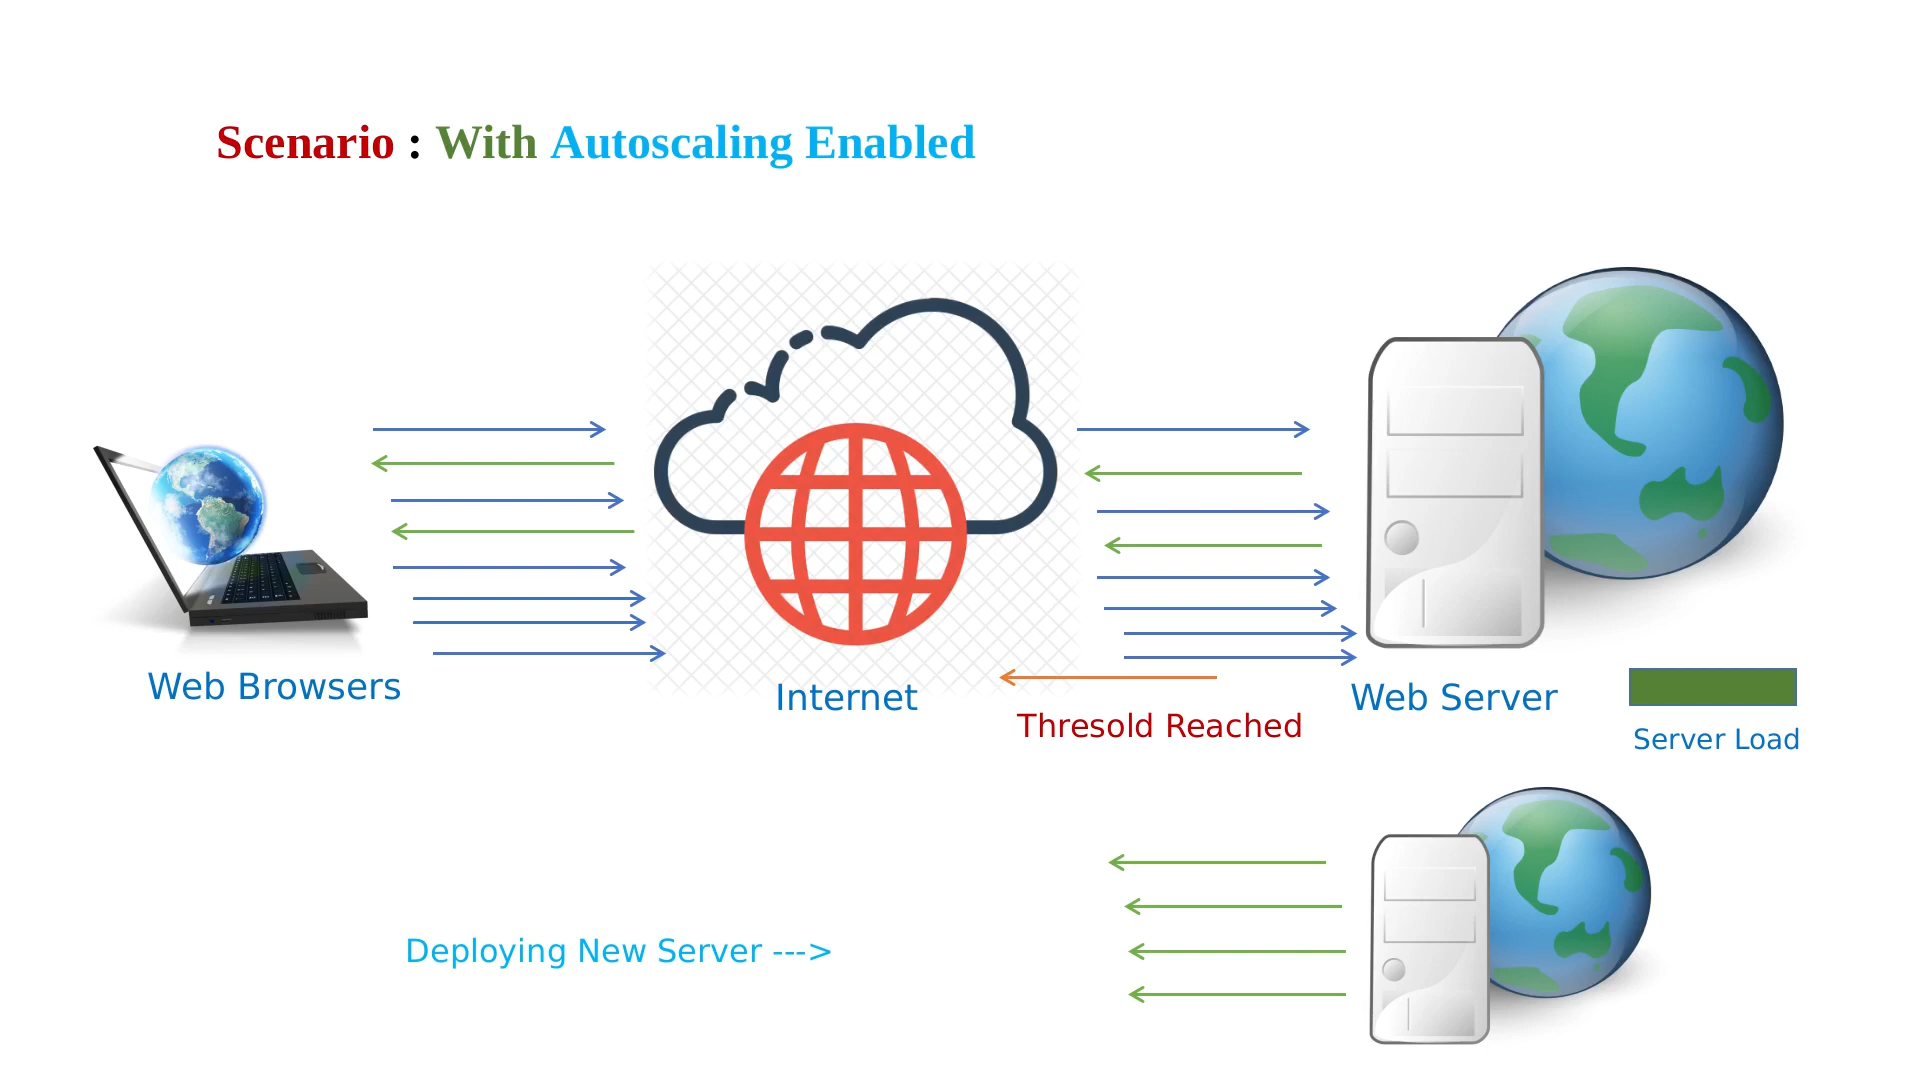 Scenario : With Autoscaling Enabled
Web Browsers
Internet
Web Server
Thresold Reached
Server Load
Deploying New Server --->